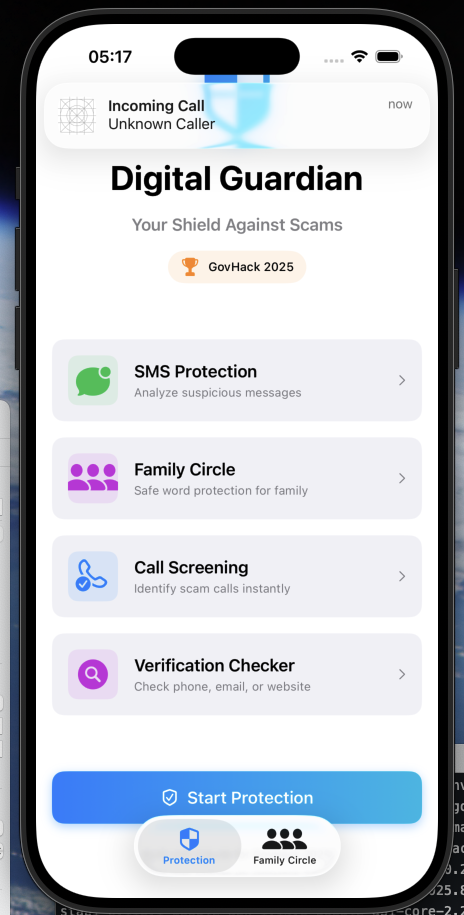 05:17
Incoming Call
now
Unknown Caller
Digital Guardian
Your Shield Against Scams
GovHack 2025
SMS Protection
Analyze suspicious messages
Family Circle
Safe word protection for family
Call Screening
Identify scam calls instantly
Verification Checker
Check phone, email, or website
Start Protection
Protection
Family Circle